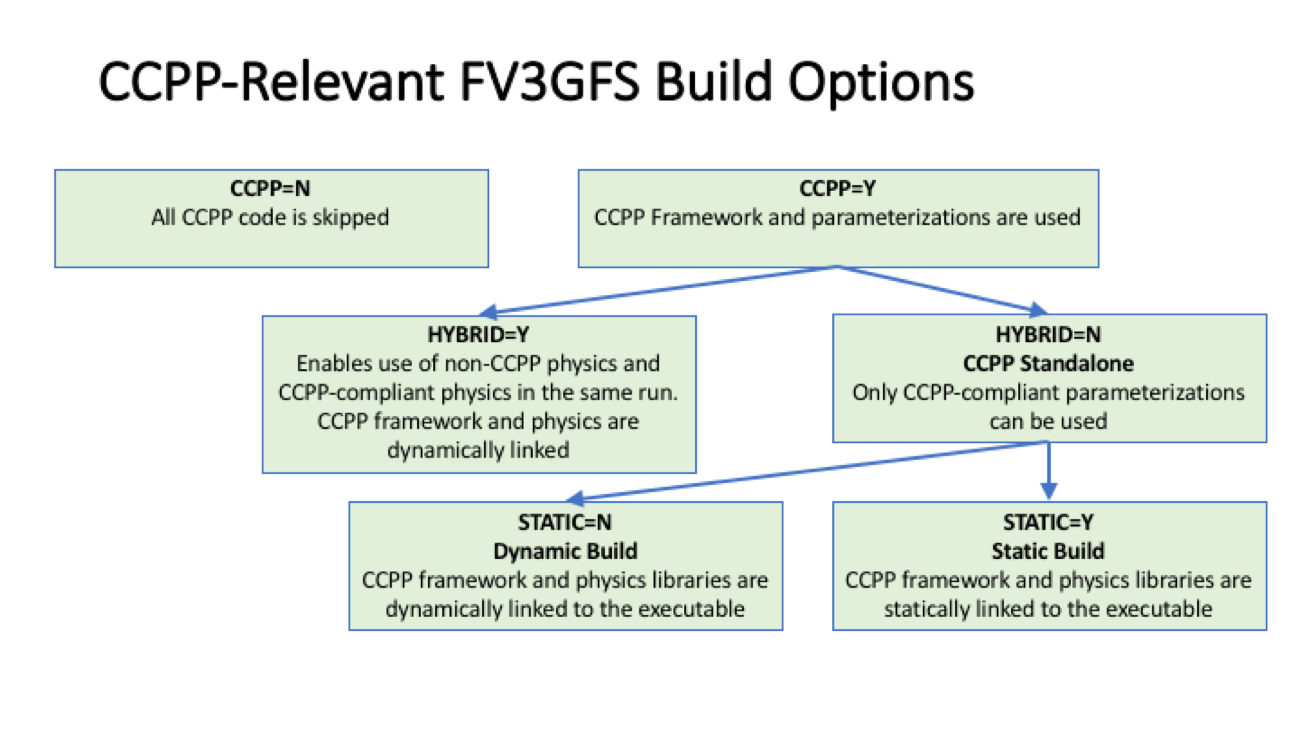 CCPP-Relevant FV3GFS Build Options
CCPP=N
All CCPP code is skipped
CCPP=Y
CCPP Framework and parameterizations are used
HYBRID=Y
Enables use of non-CCPP physics and
CCPP-compliant physics in the same run.
CCPP framework and physics are
dynamically linked
HYBRID=N
CCPP Standalone
Only CCPP-compliant parameterizations
can be used
STATIC=N
Dynamic Build
CCPP framework and physics libraries are
dynamically linked to the executable
STATIC=Y
Static Build
CCPP framework and physics libraries are
statically linked to the executable